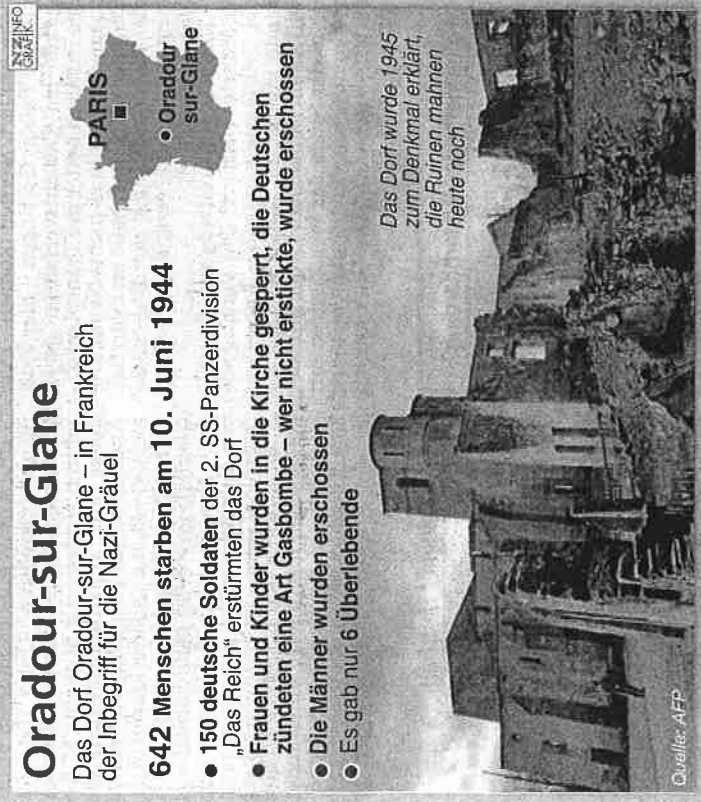 NZ INFO
GRAFIK
Oradour-sur-Glane
Das Dorf Oradour-sur-Glane – in Frankreich
der Inbegriff für die Nazi-Gräuel
642 Menschen starben am 10. Juni 1944
PARIS
Oradour
sur-Glane
● 150 deutsche Soldaten der 2. SS-Panzerdivision
„Das Reich“ erstürmten das Dorf
● Frauen und Kinder wurden in die Kirche gesperrt, die Deutschen
zündeten eine Art Gasbombe – wer nicht erstickte, wurde erschossen
● Die Männer wurden erschossen
● Es gab nur 6 Überlebende
Das Dorf wurde 1945
zum Denkmal erklärt,
die Ruinen mahnen
heute noch
Quelle: AFP